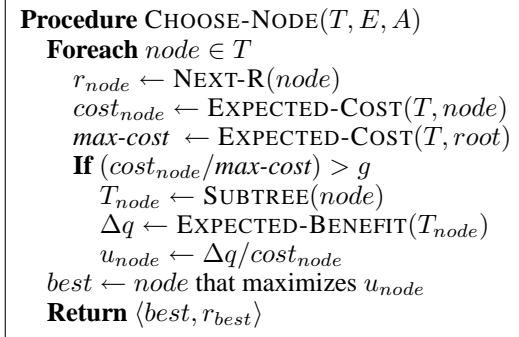 Procedure CHOOSE-NODE(T, E, A)
Foreach node ∈ T
r_node ← NEXT-R(node)
cost_node ← EXPECTED-COST(T, node)
max-cost ← EXPECTED-COST(T, root)
If (cost_node/max-cost) > g
T_node ← SUBTREE(node)
Δq ← EXPECTED-BENEFIT(T_node)
u_node ← Δq/cost_node
best ← node that maximizes u_node
Return ⟨best, r_best⟩